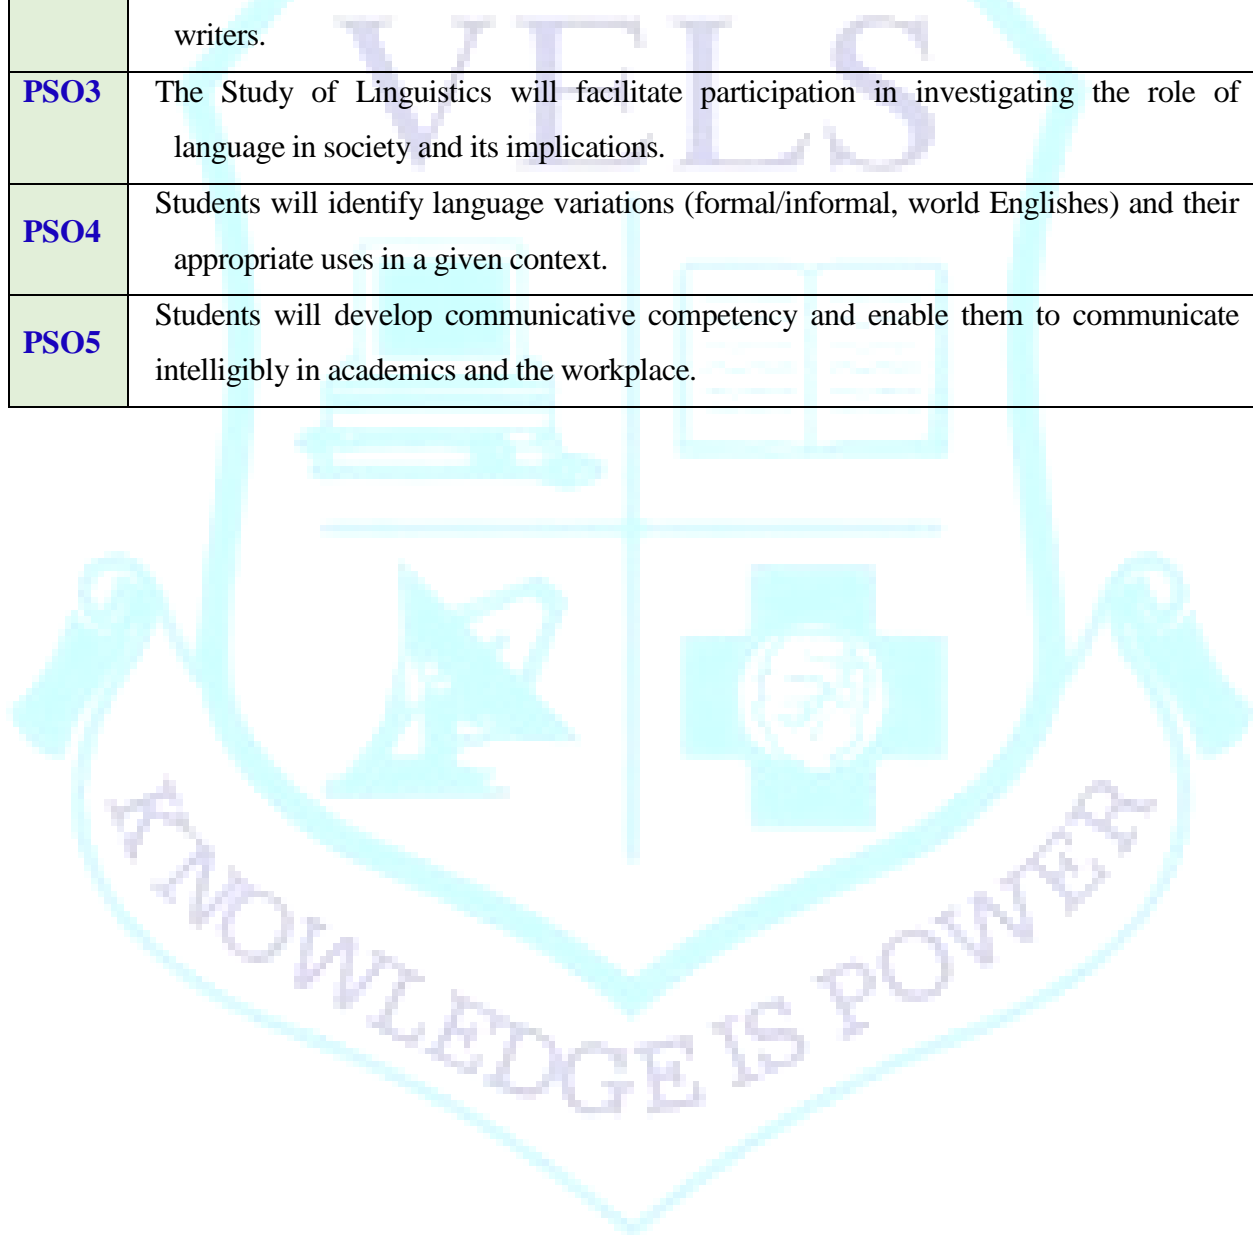 VELS
writers.
PSO3 The Study of Linguistics will facilitate participation in investigating the role of
language in society and its implications.
PSO4 Students will identify language variations (formal/informal, world Englishes) and their
appropriate uses in a given context.
PSO5 Students will develop communicative competency and enable them to communicate
intelligibly in academics and the workplace.
KNOWLEDGE IS POWER